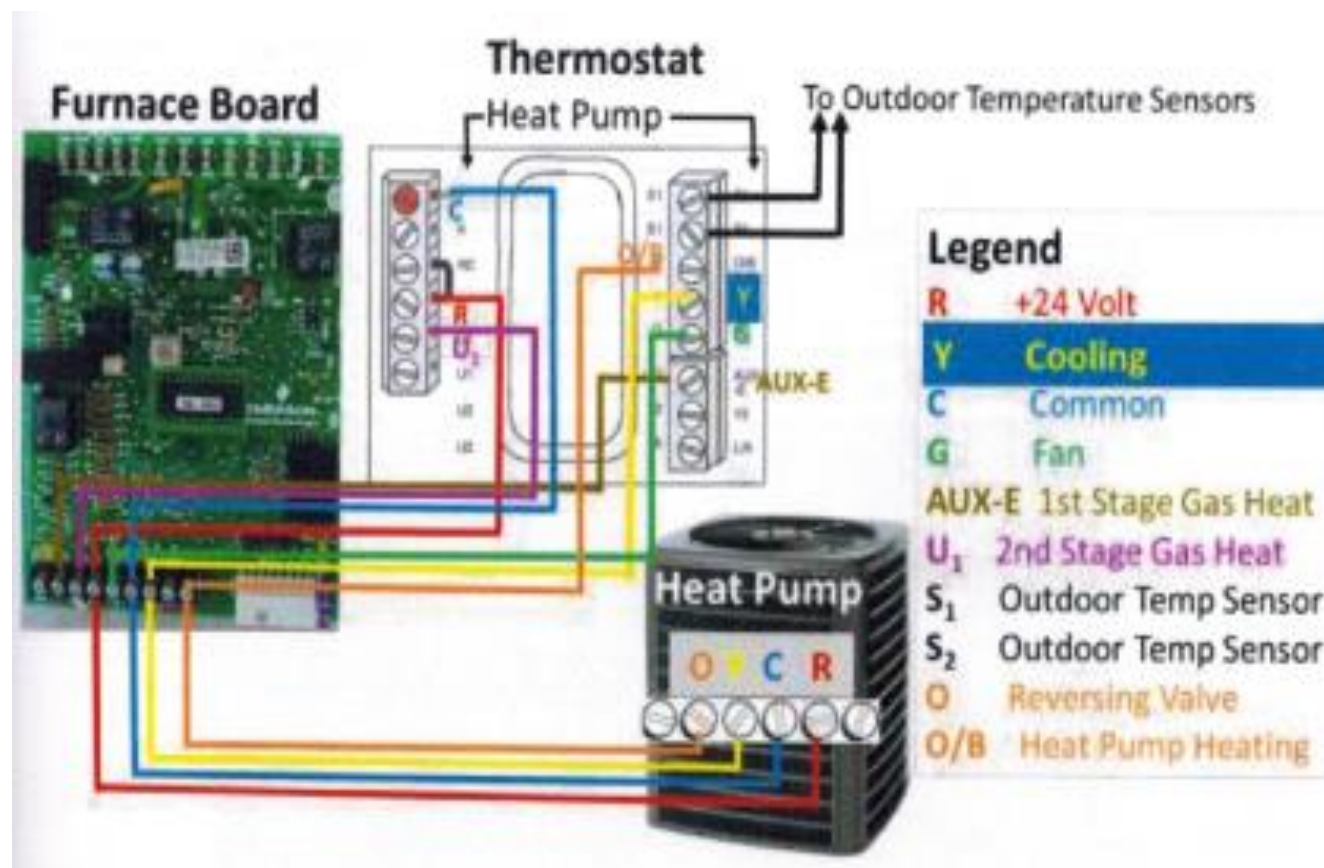 Thermostat
Furnace Board
Heat Pump
To Outdoor Temperature Sensors
C
O/B
R
Y
G
AUX-E
Legend
R +24 Volt
Y Cooling
C Common
G Fan
AUX-E 1st Stage Gas Heat
U₁ 2nd Stage Gas Heat
S₁ Outdoor Temp Sensor
S₂ Outdoor Temp Sensor
O Reversing Valve
O/B Heat Pump Heating
Heat Pump
O Y C R